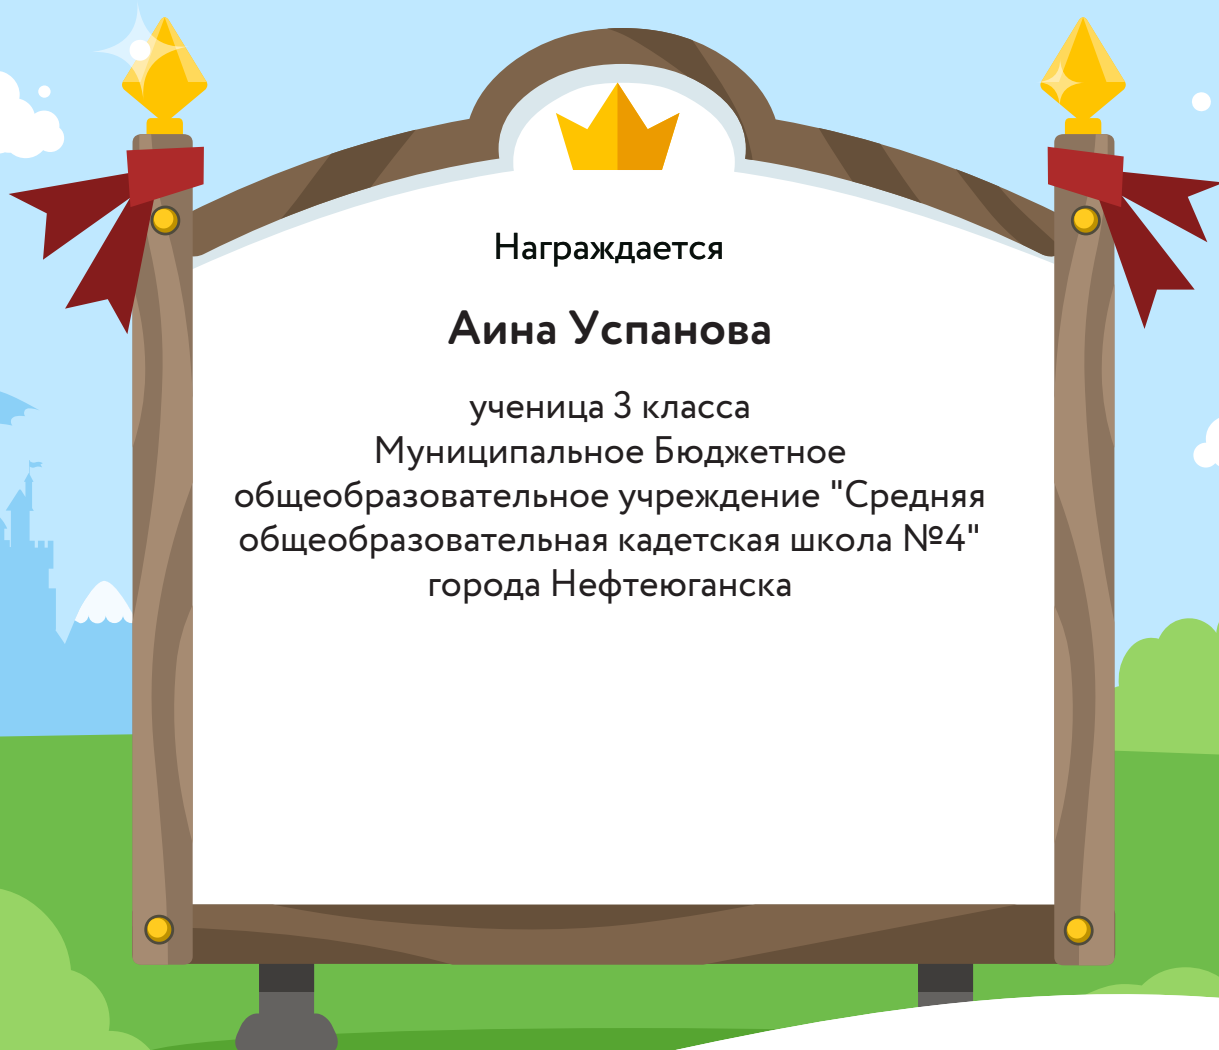 Награждается
Аина Успанова
ученица 3 класса
Муниципальное Бюджетное
общеобразовательное учреждение "Средняя
общеобразовательная кадетская школа №4"
города Нефтеюганска